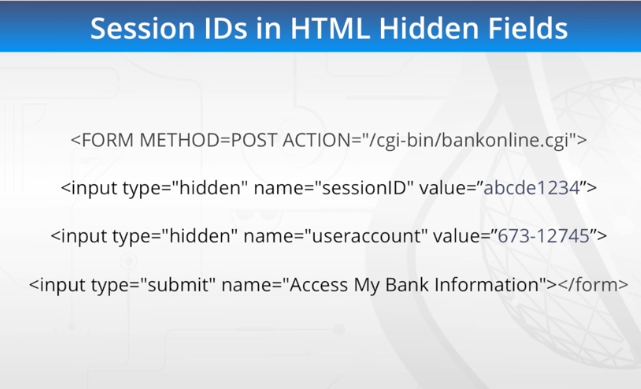 Session IDs in HTML Hidden Fields
<FORM METHOD=POST ACTION="/cgi-bin/bankonline.cgi">
<input type="hidden" name="sessionID" value=”abcde1234”>
<input type="hidden" name="useraccount" value=”673-12745”>
<input type="submit" name="Access My Bank Information"></form>